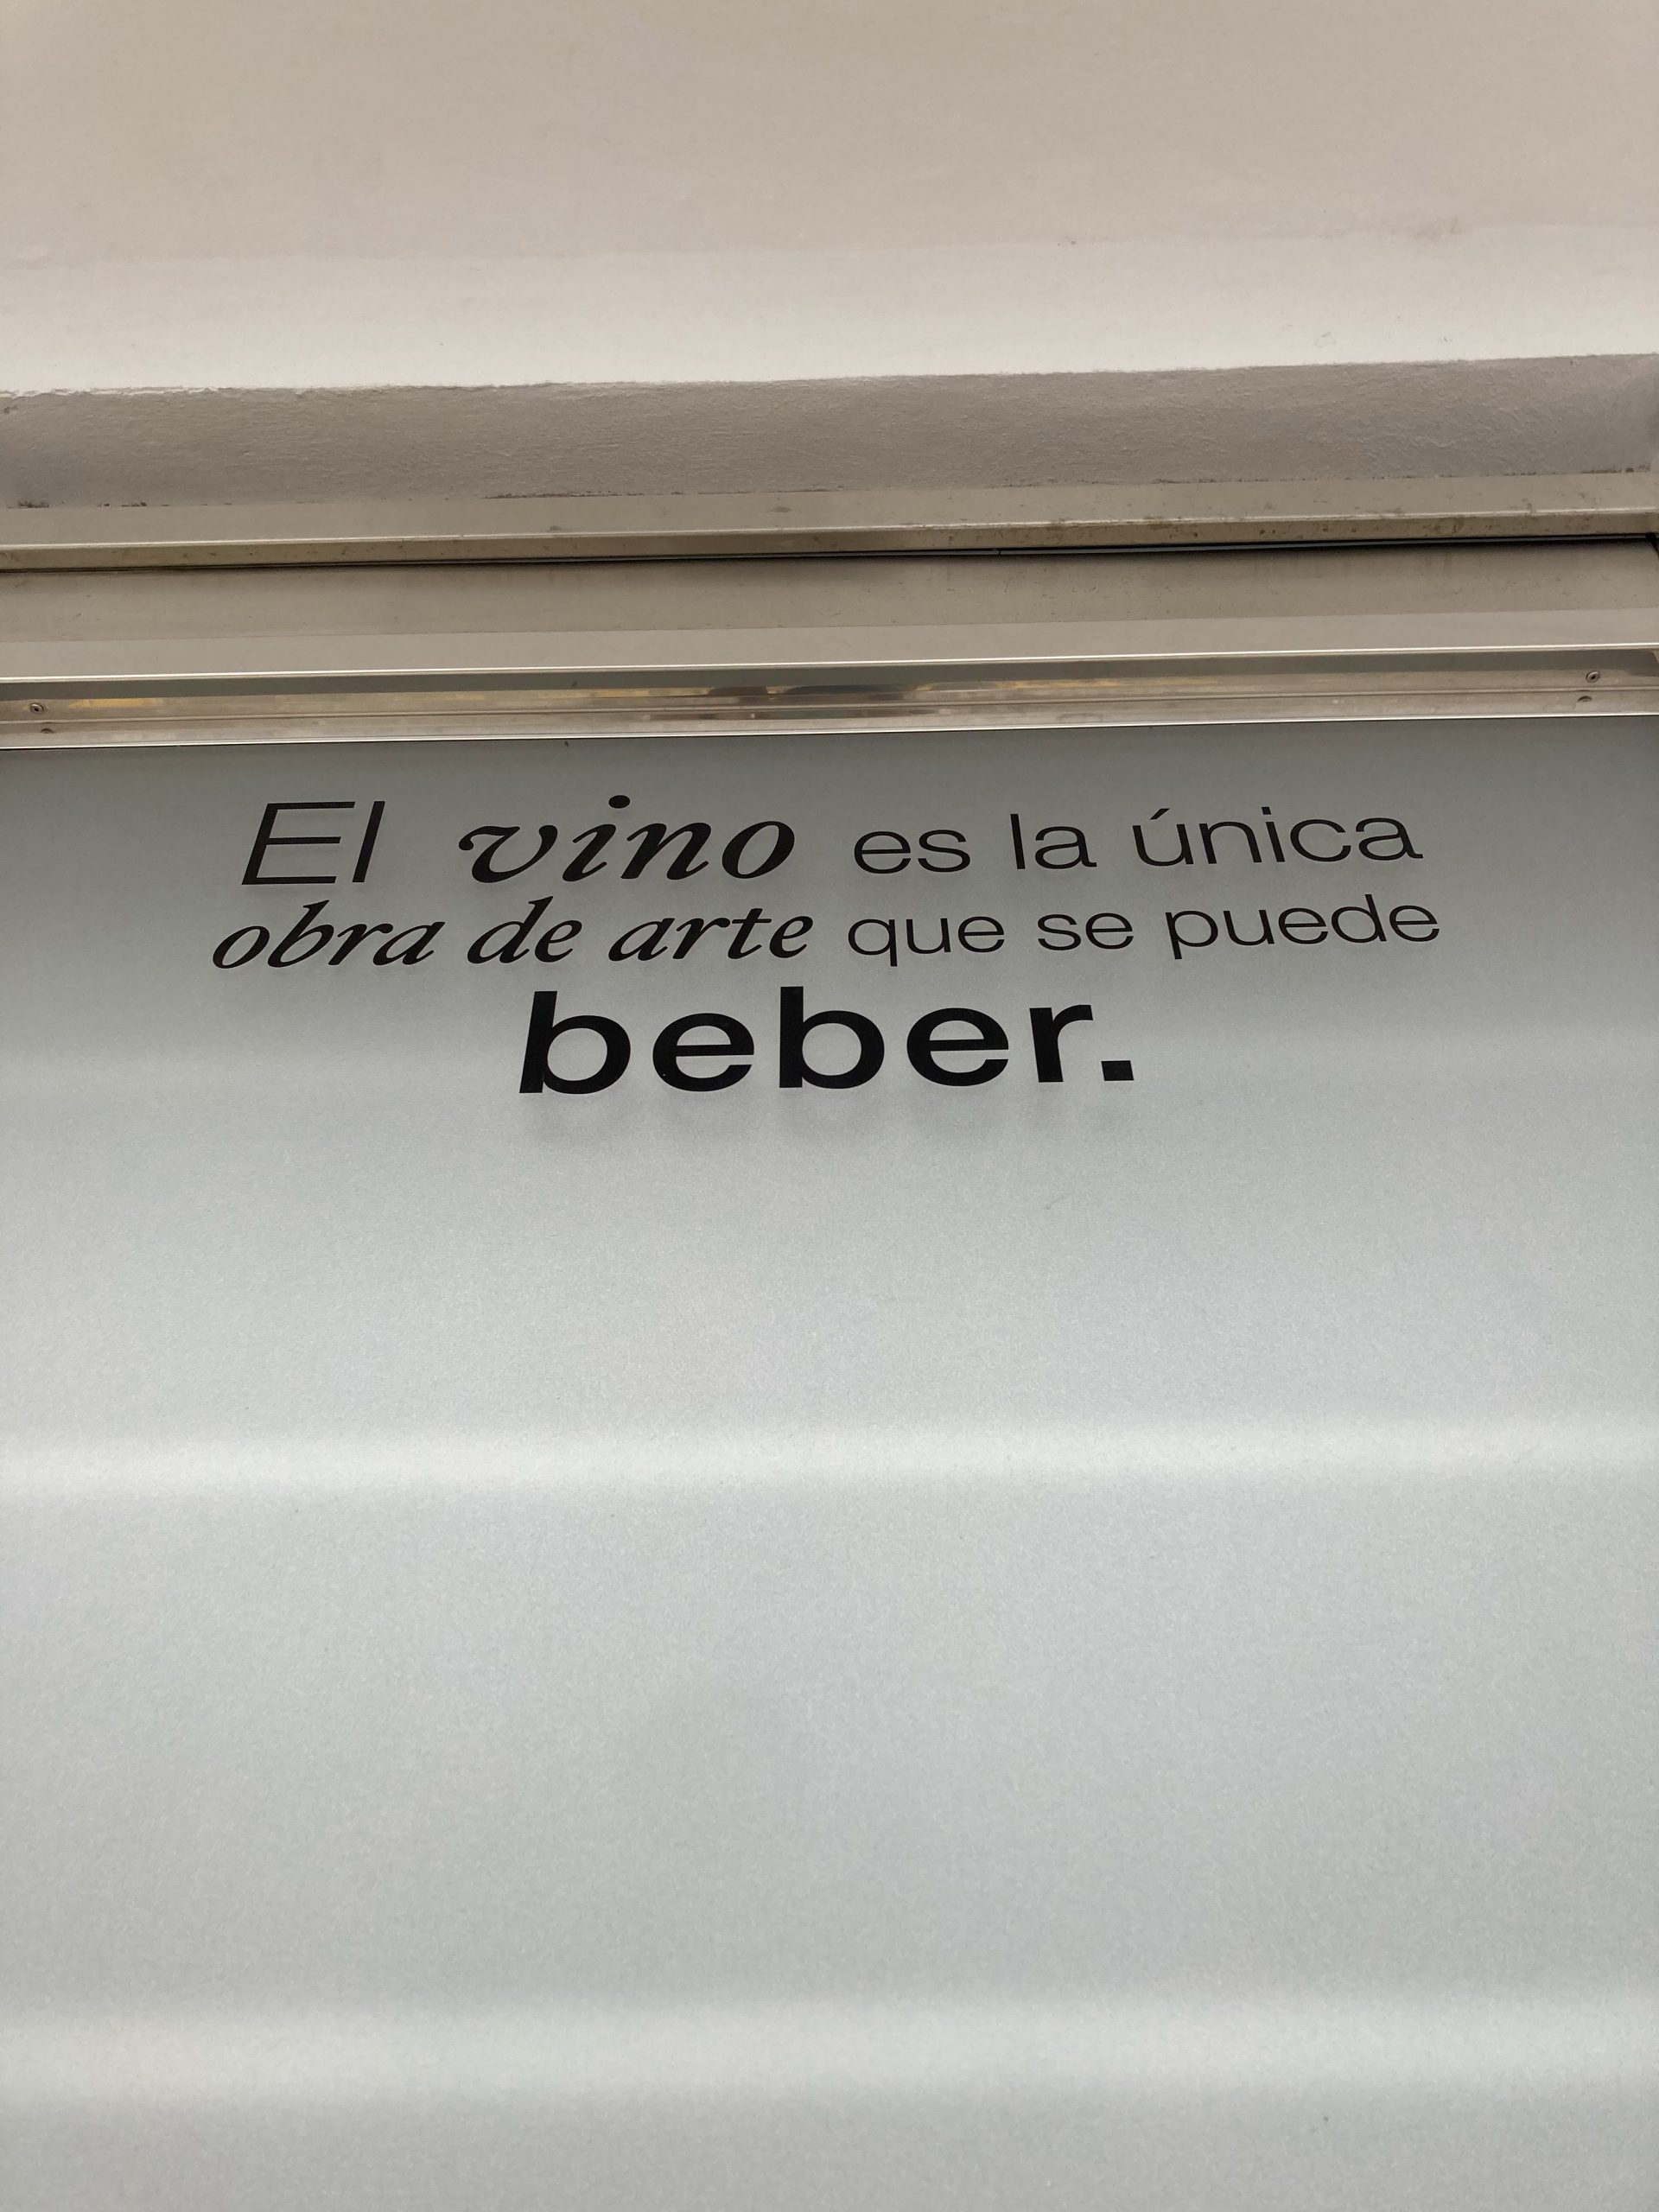 El vino es la única
obra de arte que se puede
beber.